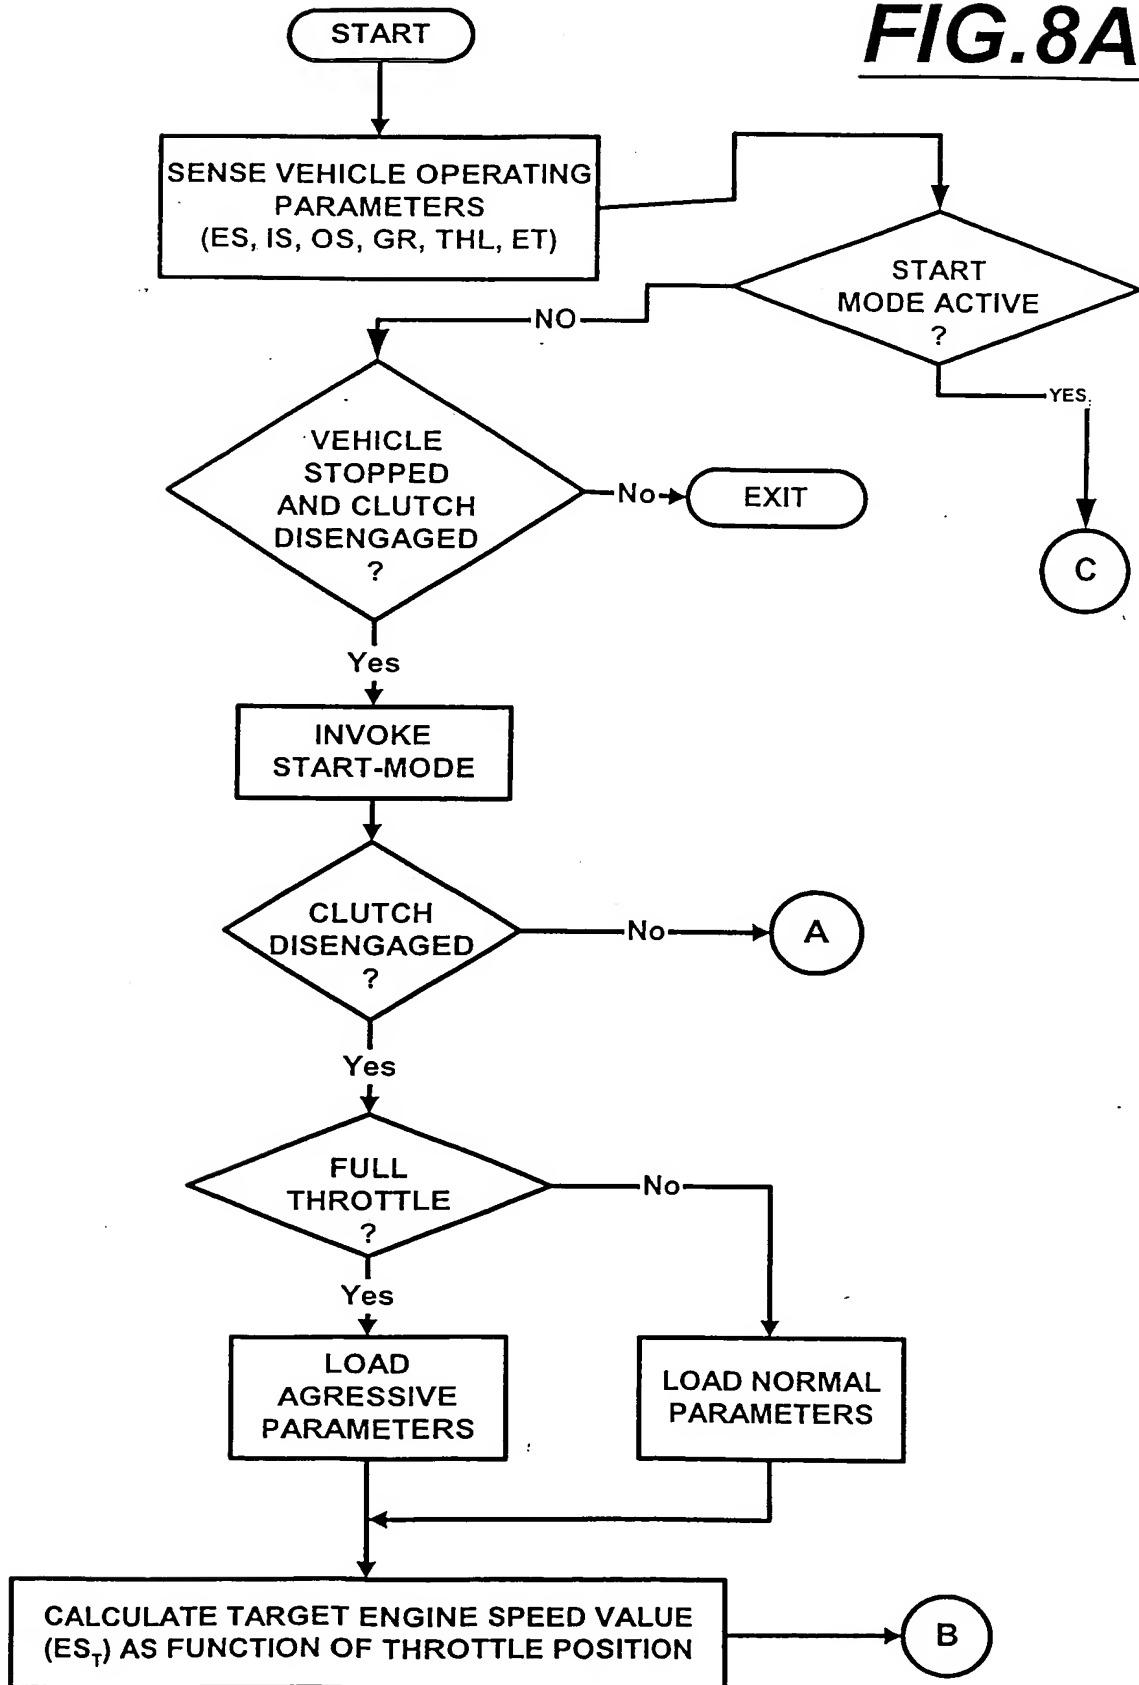 FIG.8A
START
SENSE VEHICLE OPERATING
PARAMETERS
(ES, IS, OS, GR, THL, ET)
START
MODE ACTIVE
?
NO
YES
VEHICLE
STOPPED
AND CLUTCH
DISENGAGED
?
No
EXIT
C
Yes
INVOKE
START-MODE
CLUTCH
DISENGAGED
?
No
A
Yes
FULL
THROTTLE
?
No
Yes
LOAD
AGRESSIVE
PARAMETERS
LOAD NORMAL
PARAMETERS
CALCULATE TARGET ENGINE SPEED VALUE
(ES_T) AS FUNCTION OF THROTTLE POSITION
B